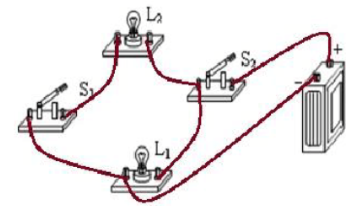 L₂
S₁
S₂
+
−
L₁